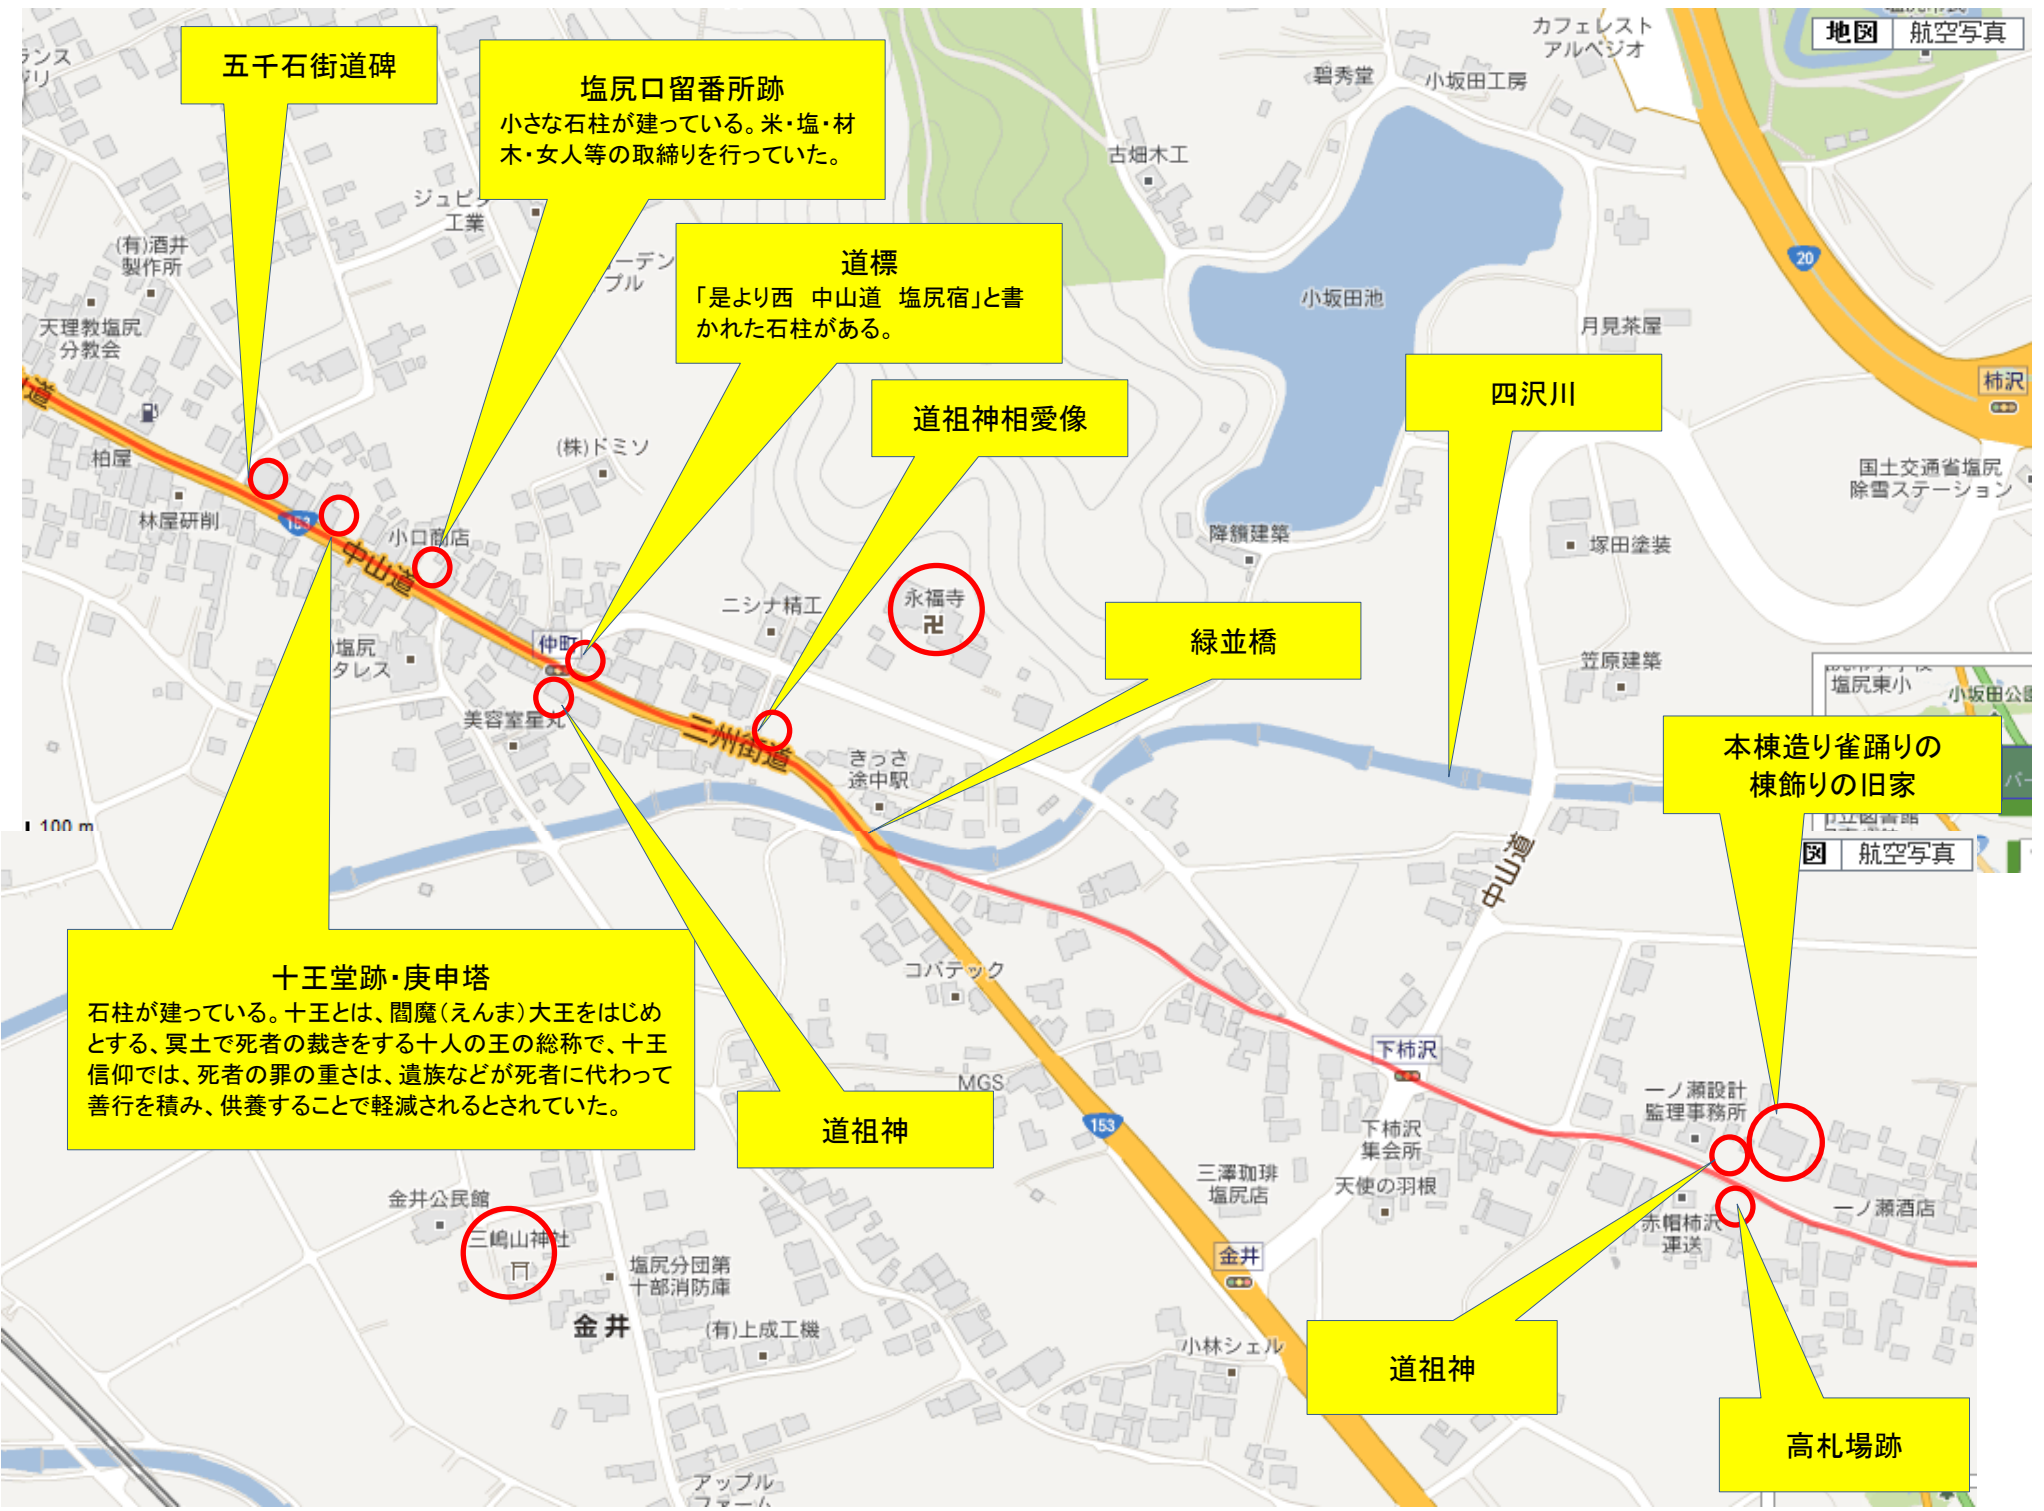 カフェレスト
アルペジオ
地図 航空写真
五千石街道碑
塩尻口留番所跡
小さな石柱が建っている。米・塩・材
木・女人等の取締りを行っていた。
碧秀堂
小坂田工房
古畑木工
ジュピタ
工業
(有)酒井
製作所
道標
「是より西　中山道　塩尻宿」と書
かれた石柱がある。
20
小坂田池
月見茶屋
天理教塩尻
分教会
四沢川
柿沢
道祖神相愛像
(株)ドミソ
柏屋
国土交通省塩尻
除雪ステーション
林屋研削
153
小口商店
中山道
塚田塗装
ニシナ精工
永福寺
緑並橋
仲町
塩尻
タレス
笠原建築
塩尻東小
小坂田公園
美容室星丸
三州街道
きっさ
途中駅
本棟造り雀踊りの
棟飾りの旧家
100 m
図 航空写真
中山道
十王堂跡・庚申塔
石柱が建っている。十王とは、閻魔（えんま）大王をはじめ
とする、冥土で死者の裁きをする十人の王の総称で、十王
信仰では、死者の罪の重さは、遺族などが死者に代わって
善行を積み、供養することで軽減されるとされていた。
コバテック
下柿沢
MGS
一ノ瀬設計
監理事務所
道祖神
153
下柿沢
集会所
三澤珈琲
塩尻店
天使の羽根
金井公民館
三嶋山神社
赤帽柿沢
運送
一ノ瀬酒店
金井
塩尻分団第
十部消防庫
金井
(有)上成工機
小林シェル
道祖神
高札場跡
アップル
ファーム